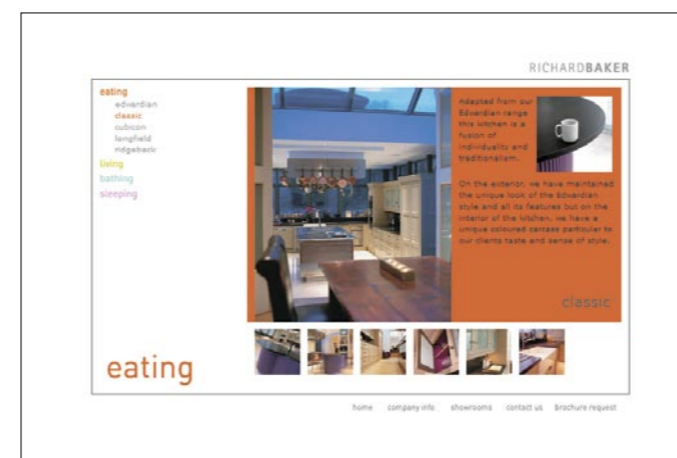 RICHARDBAKER
eating
edwardian
classic
cubicon
longfield
ridgeback
living
bathing
sleeping
Adapted from our
Edwardian range
this kitchen is a
fusion of
individuality and
traditionalism.
On the exterior, we have maintained
the unique look of the Edwardian
style and all its features but on the
interior of the kitchen, we have a
unique coloured carcass particular to
our clients taste and sense of style.
classic
eating
home company info showrooms contact us brochure request